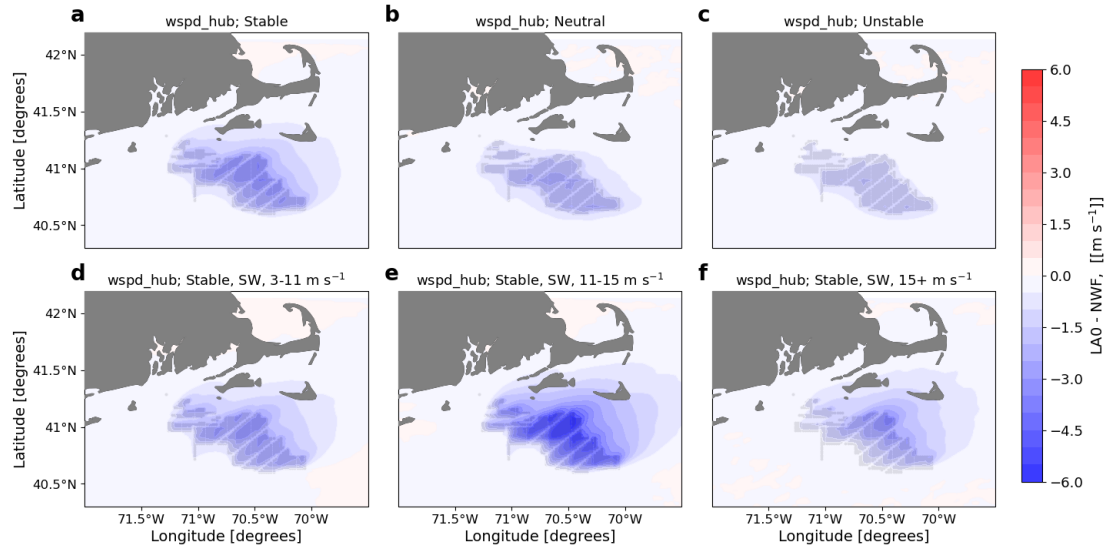 a
wspd_hub; Stable
b
wspd_hub; Neutral
c
wspd_hub; Unstable
42°N
41.5°N
41°N
40.5°N
Latitude [degrees]
d
wspd_hub; Stable, SW, 3-11 m s⁻¹
e
wspd_hub; Stable, SW, 11-15 m s⁻¹
f
wspd_hub; Stable, SW, 15+ m s⁻¹
42°N
41.5°N
41°N
40.5°N
Latitude [degrees]
71.5°W 71°W 70.5°W 70°W
71.5°W 71°W 70.5°W 70°W
71.5°W 71°W 70.5°W 70°W
Longitude [degrees]
Longitude [degrees]
Longitude [degrees]
6.0
4.5
3.0
1.5
0.0
−1.5
−3.0
−4.5
−6.0
LA0 - NWF, [[m s⁻¹]]